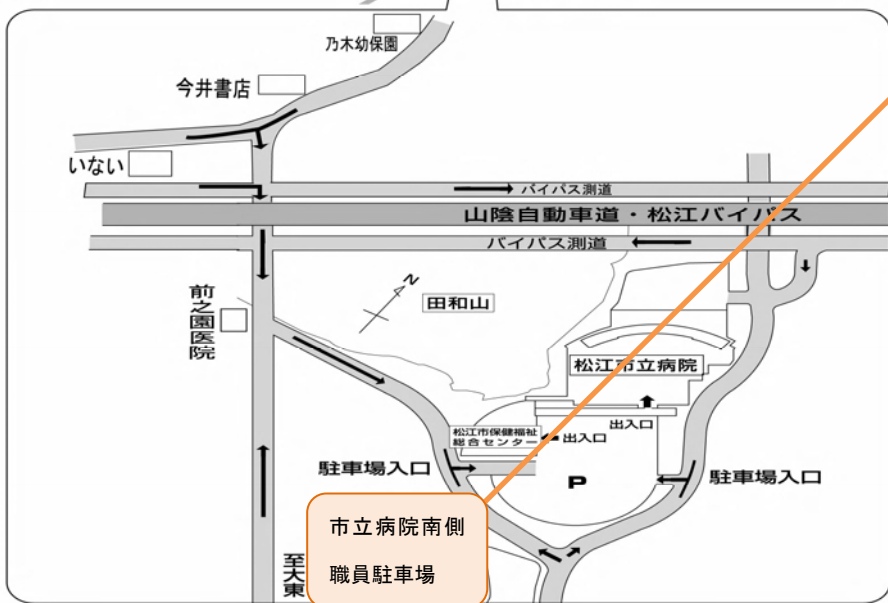 乃木幼保園
今井書店
いない
バイパス測道
山陰自動車道・松江バイパス
バイパス測道
前之園医院
N
田和山
松江市立病院
出入口
松江市保健福祉
総合センター
出入口
駐車場入口
P
駐車場入口
市立病院南側
職員駐車場
至大東